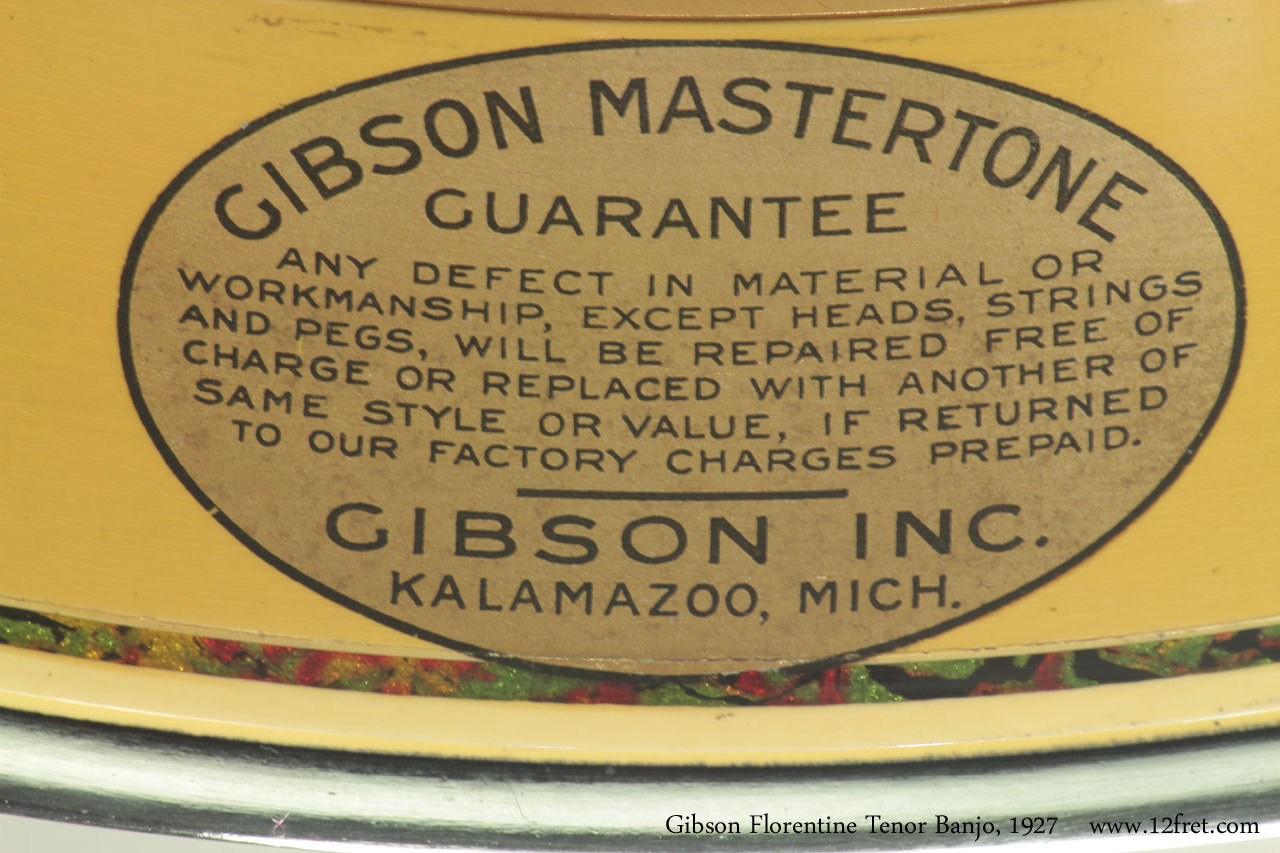 GIBSON MASTERTONE
GUARANTEE
ANY DEFECT IN MATERIAL OR
WORKMANSHIP, EXCEPT HEADS, STRINGS
AND PEGS, WILL BE REPAIRED FREE OF
CHARGE OR REPLACED WITH ANOTHER OF
SAME STYLE OR VALUE, IF RETURNED
TO OUR FACTORY CHARGES PREPAID.
GIBSON INC.
KALAMAZOO, MICH.
Gibson Florentine Tenor Banjo, 1927 www.12fret.com